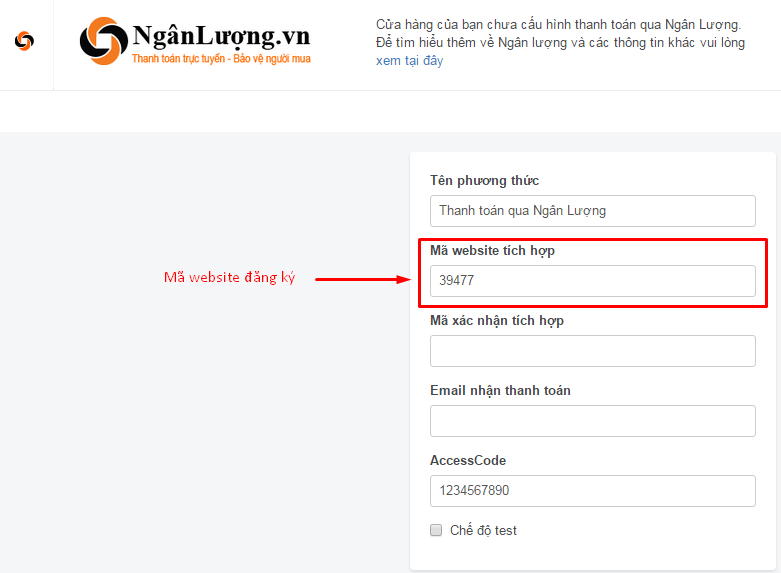 NgânLượng.vn
Thanh toán trực tuyến - Bảo vệ người mua
Cửa hàng của bạn chưa cấu hình thanh toán qua Ngân Lượng.
Để tìm hiểu thêm về Ngân lượng và các thông tin khác vui lòng
xem tại đây
Tên phương thức
Thanh toán qua Ngân Lượng
Mã website tích hợp
Mã website đăng ký
39477
Mã xác nhận tích hợp
Email nhận thanh toán
AccessCode
1234567890
Chế độ test